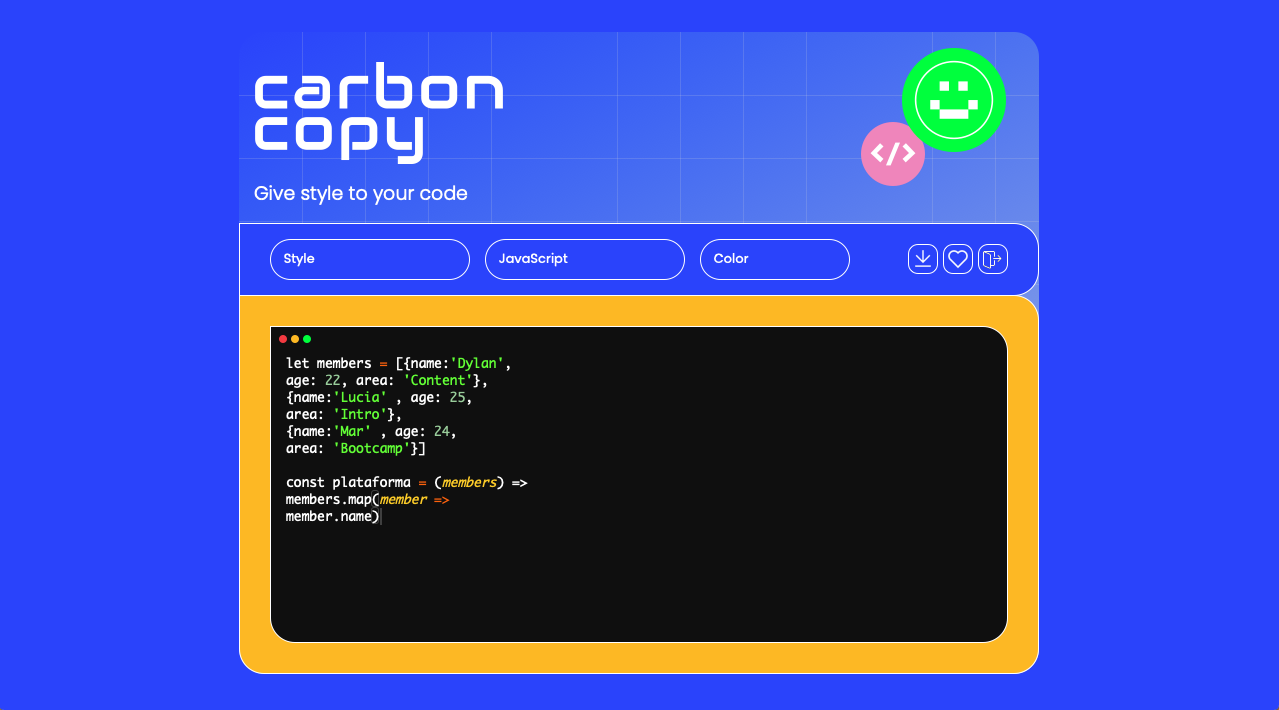 carbon
copy
Give style to your code
Style
JavaScript
Color
</>
let members = [{name:'Dylan',
age: 22, area: 'Content'},
{name:'Lucia' , age: 25,
area: 'Intro'},
{name:'Mar' , age: 24,
area: 'Bootcamp'}]
const plataforma = (members) =>
members.map(member =>
member.name)